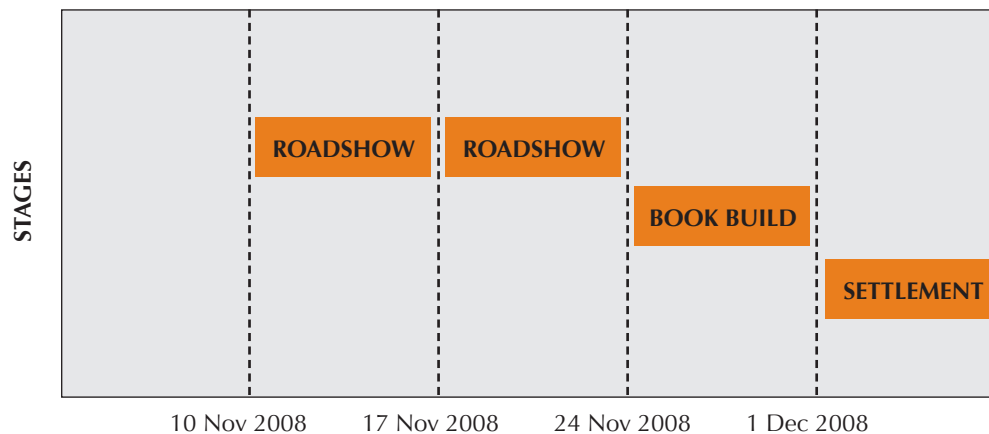 STAGES
ROADSHOW ROADSHOW
BOOK BUILD
SETTLEMENT
10 Nov 2008 17 Nov 2008 24 Nov 2008 1 Dec 2008